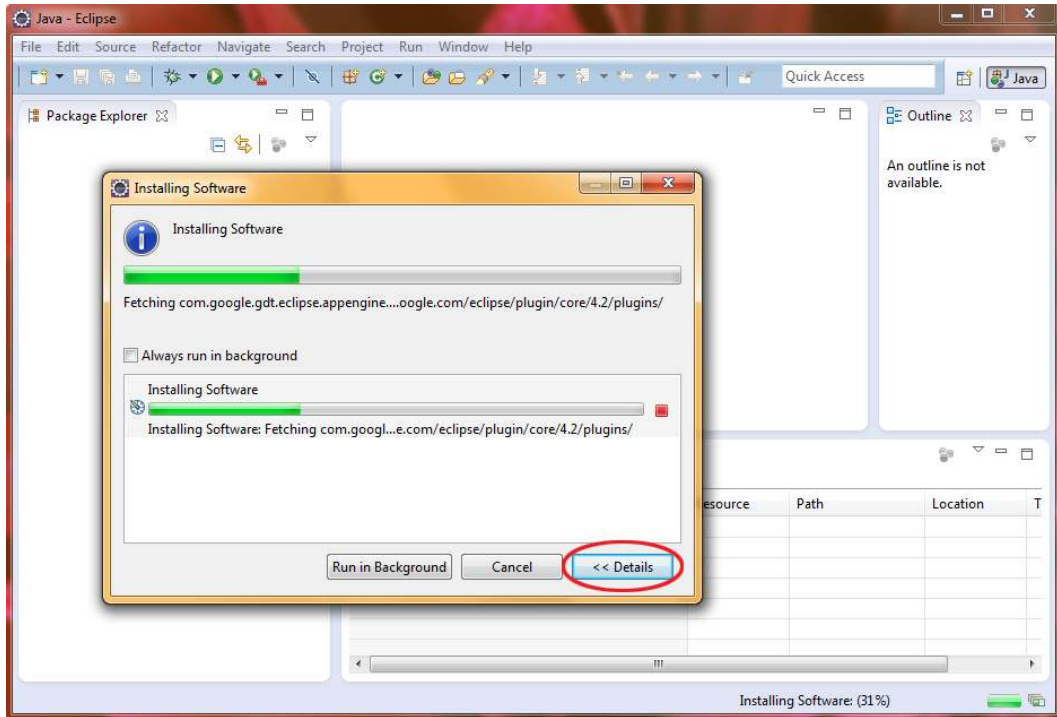 Java - Eclipse
File Edit Source Refactor Navigate Search Project Run Window Help
Quick Access
Java
Package Explorer
Outline
An outline is not
available.
Installing Software
Installing Software
Fetching com.google.gdt.eclipse.appengine....oogle.com/eclipse/plugin/core/4.2/plugins/
Always run in background
Installing Software
Installing Software: Fetching com.googl...e.com/eclipse/plugin/core/4.2/plugins/
Run in Background Cancel << Details
esource Path Location T
Installing Software: (31%)